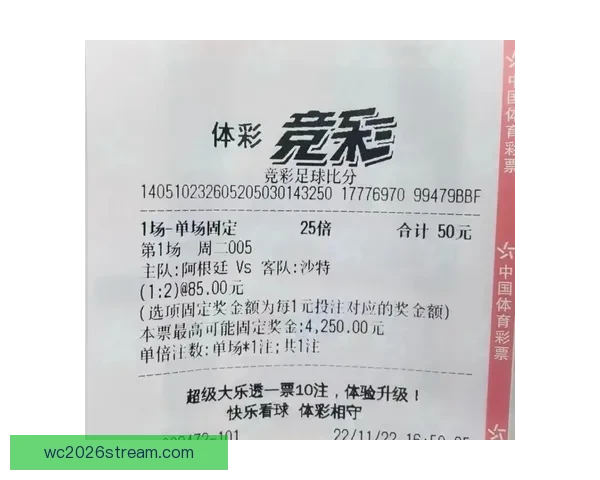 体彩 竞彩
竞彩足球比分
140510232605205030143250 17776970 99479BBF
1场-单场固定 25倍 合计 50元
第1场 周二005
主队:阿根廷 Vs 客队:沙特
(1:2)@85.00元
(选项固定奖金额为每1元投注对应的奖金额)
本票最高可能固定奖金:4,250.00元
单倍注数:单场*1注;共1注
超级大乐透一票10注，体验升级！
快乐看球 体彩相守
-101 22/11/22
中国体育彩票
中国体育彩票
wc2026stream.com